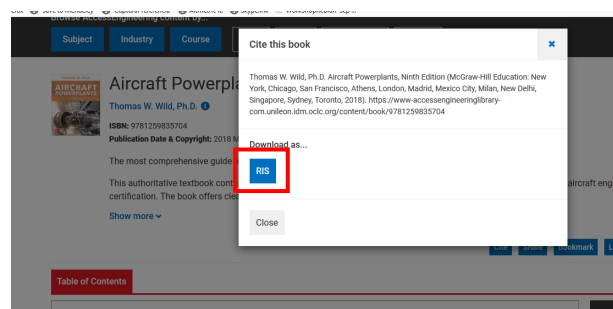 Browse AccessEngineering content by...
Subject Industry Course
Cite this book ×
Thomas W. Wild, Ph.D. Aircraft Powerplants, Ninth Edition (McGraw-Hill Education: New
York, Chicago, San Francisco, Athens, London, Madrid, Mexico City, Milan, New Delhi,
Singapore, Sydney, Toronto, 2018). https://www-accessengineeringlibrary-
com.unileon.idm.oclc.org/content/book/9781259835704
Download as...
RIS
Close
AIRCRAFT
POWERPLANTS
Aircraft Powerpla
Thomas W. Wild, Ph.D.
ISBN: 9781259835704
Publication Date & Copyright: 2018 M
The most comprehensive guide
This authoritative textbook cont aircraft eng
certification. The book offers clea
Show more
Cite Share Bookmark L
Table of Contents